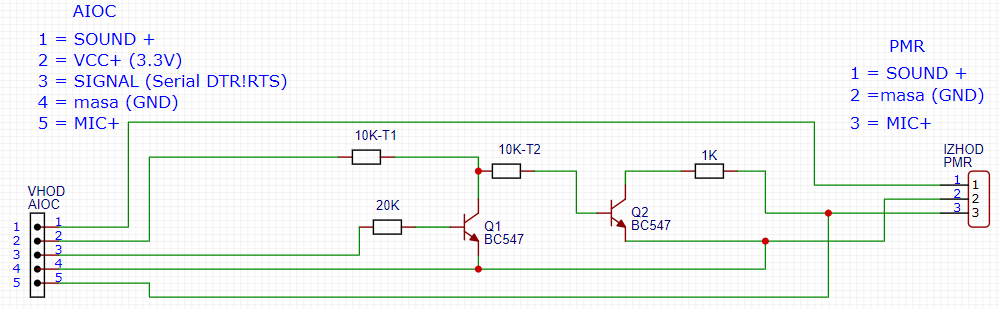 AIOC
1 = SOUND +
2 = VCC+ (3.3V)
3 = SIGNAL (Serial DTR!RTS)
4 = masa (GND)
5 = MIC+
PMR
1 = SOUND +
2 =masa (GND)
3 = MIC+
10K-T1
10K-T2
1K
IZHOD
PMR
1
2
3
1
2
3
VHOD
AIOC
20K
Q1
BC547
Q2
BC547
1
2
3
4
5
1
2
3
4
5